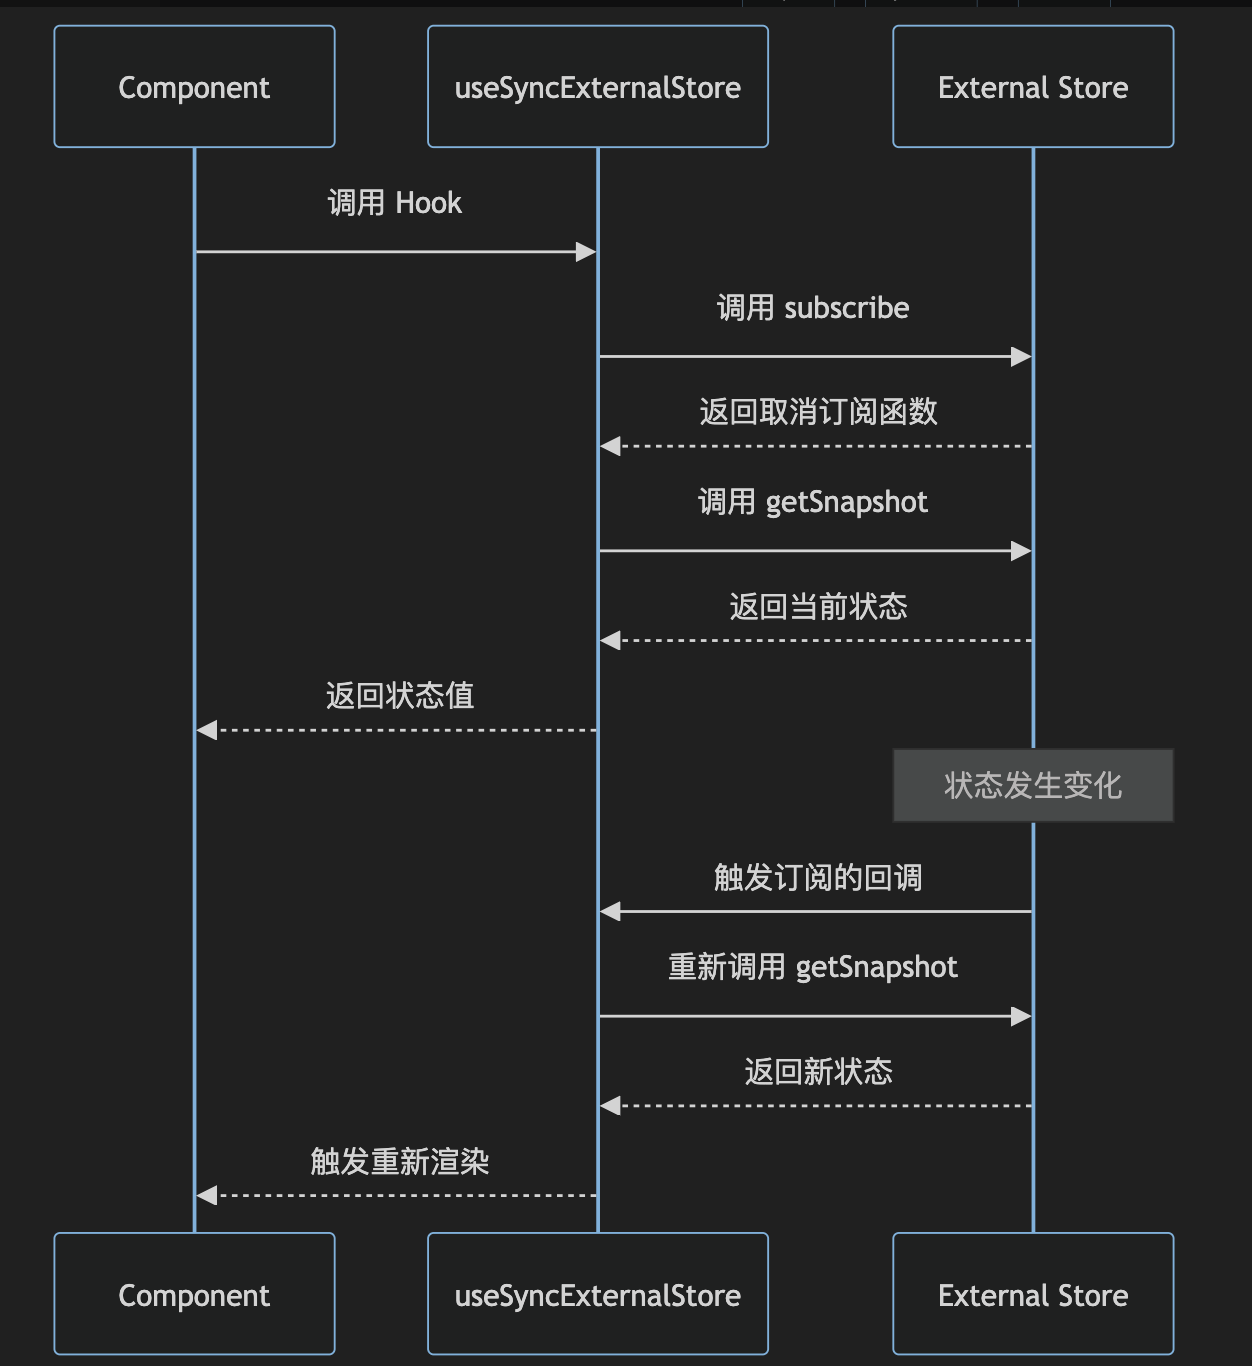 Component
useSyncExternalStore
External Store
调用 Hook
调用 subscribe
返回取消订阅函数
调用 getSnapshot
返回当前状态
返回状态值
状态发生变化
触发订阅的回调
重新调用 getSnapshot
返回新状态
触发重新渲染
Component
useSyncExternalStore
External Store